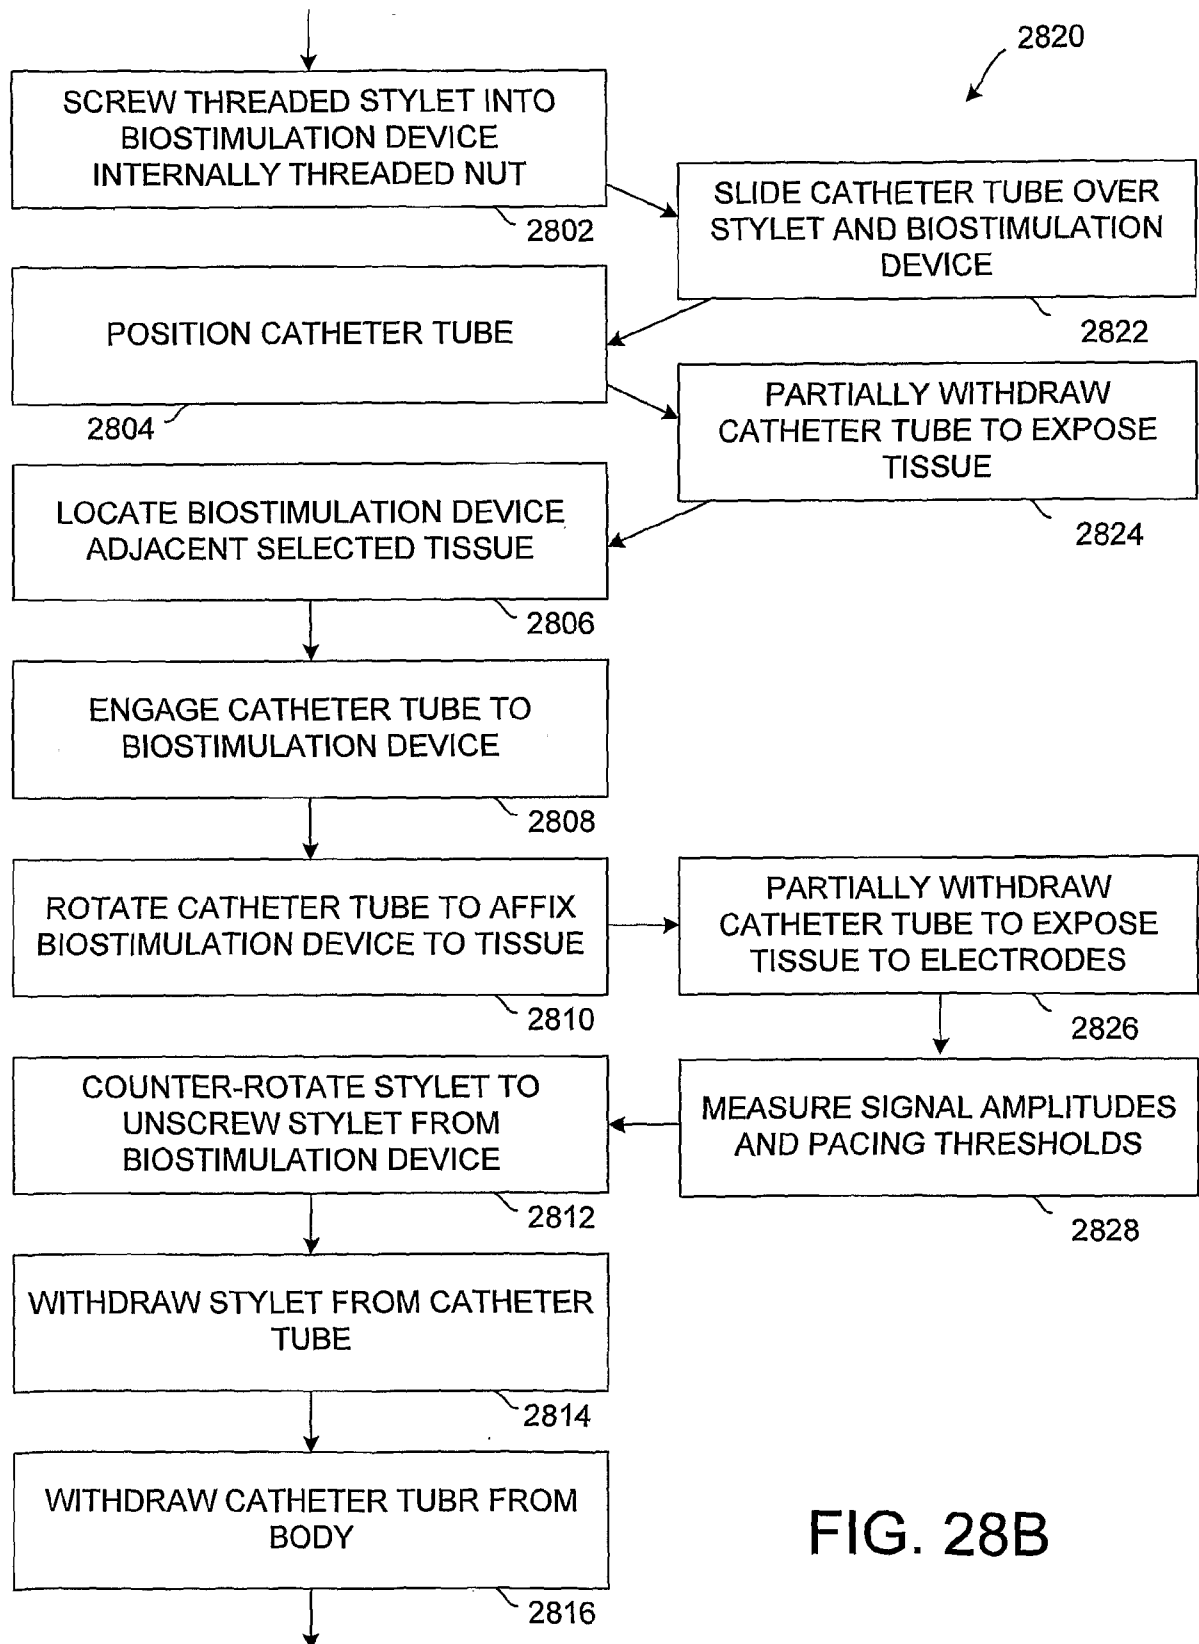 2820
SCREW THREADED STYLET INTO
BIOSTIMULATION DEVICE
INTERNALLY THREADED NUT
2802
SLIDE CATHETER TUBE OVER
STYLET AND BIOSTIMULATION
DEVICE
2822
POSITION CATHETER TUBE
2804
PARTIALLY WITHDRAW
CATHETER TUBE TO EXPOSE
TISSUE
2824
LOCATE BIOSTIMULATION DEVICE
ADJACENT SELECTED TISSUE
2806
ENGAGE CATHETER TUBE TO
BIOSTIMULATION DEVICE
2808
ROTATE CATHETER TUBE TO AFFIX
BIOSTIMULATION DEVICE TO TISSUE
2810
PARTIALLY WITHDRAW
CATHETER TUBE TO EXPOSE
TISSUE TO ELECTRODES
2826
MEASURE SIGNAL AMPLITUDES
AND PACING THRESHOLDS
2828
COUNTER-ROTATE STYLET TO
UNSCREW STYLET FROM
BIOSTIMULATION DEVICE
2812
WITHDRAW STYLET FROM CATHETER
TUBE
2814
WITHDRAW CATHETER TUBR FROM
BODY
2816
FIG. 28B